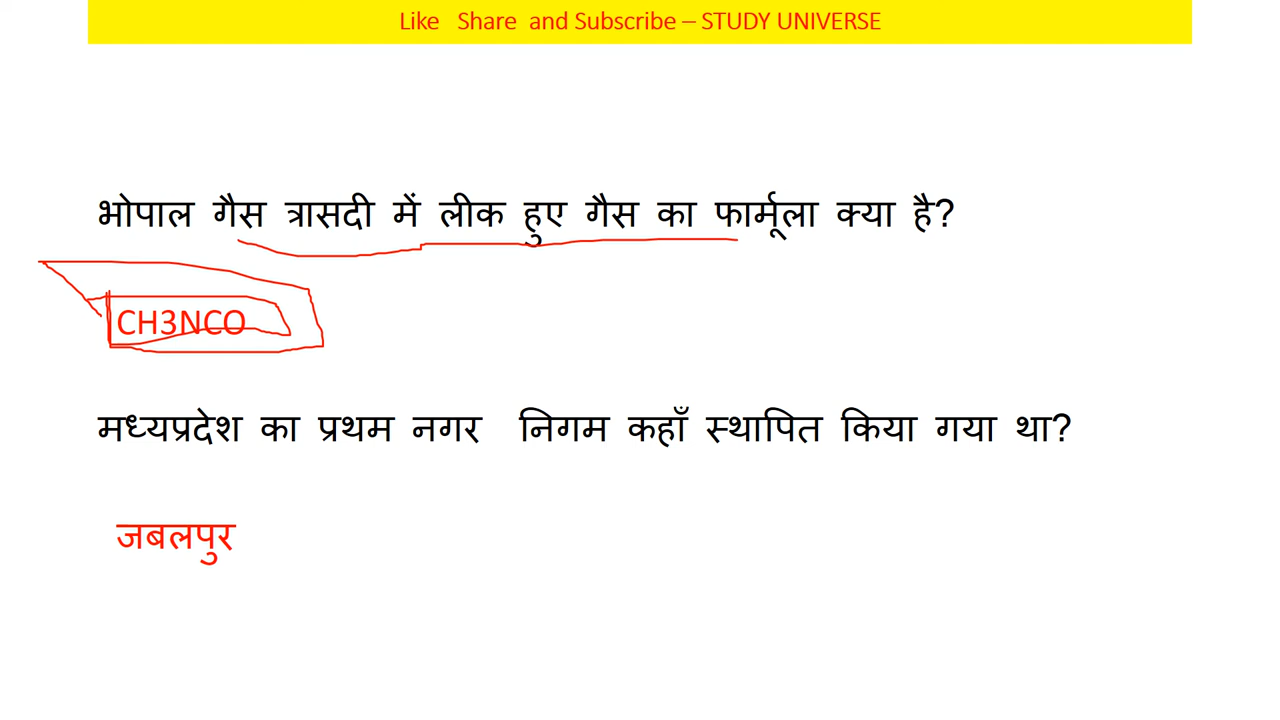 Like Share and Subscribe – STUDY UNIVERSE
भोपाल गैस त्रासदी में लीक हुए गैस का फार्मूला क्या है?
CH3NCO
मध्यप्रदेश का प्रथम नगर निगम कहाँ स्थापित किया गया था?
जबलपुर